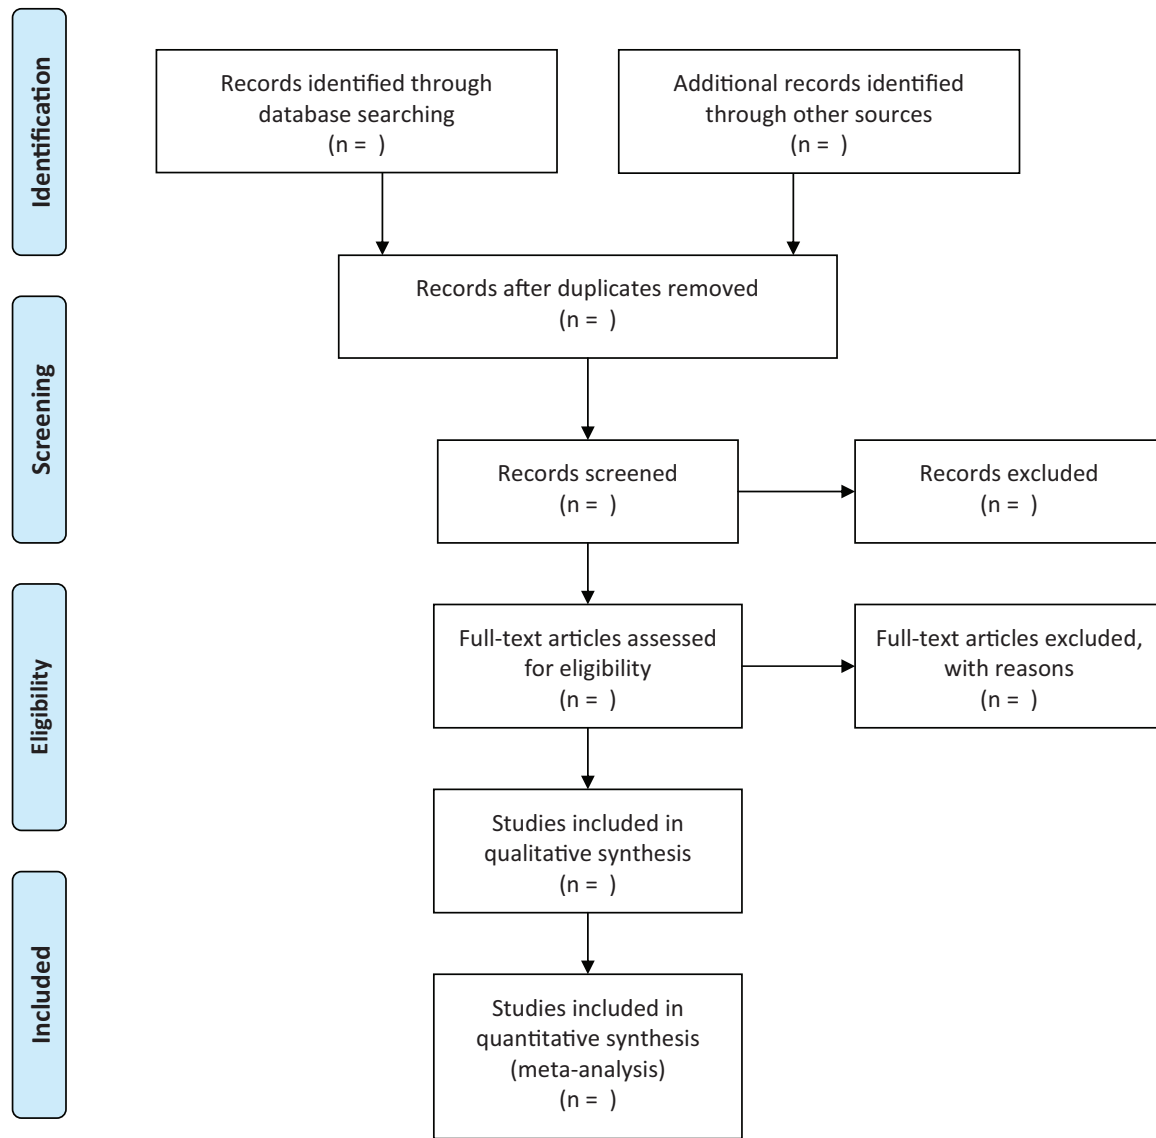 Identification
Records identified through
database searching
(n =  )
Additional records identified
through other sources
(n =  )
Records after duplicates removed
(n =  )
Screening
Records screened
(n =  )
Records excluded
(n =  )
Eligibility
Full-text articles assessed
for eligibility
(n =  )
Full-text articles excluded,
with reasons
(n =  )
Studies included in
qualitative synthesis
(n =  )
Included
Studies included in
quantitative synthesis
(meta-analysis)
(n =  )